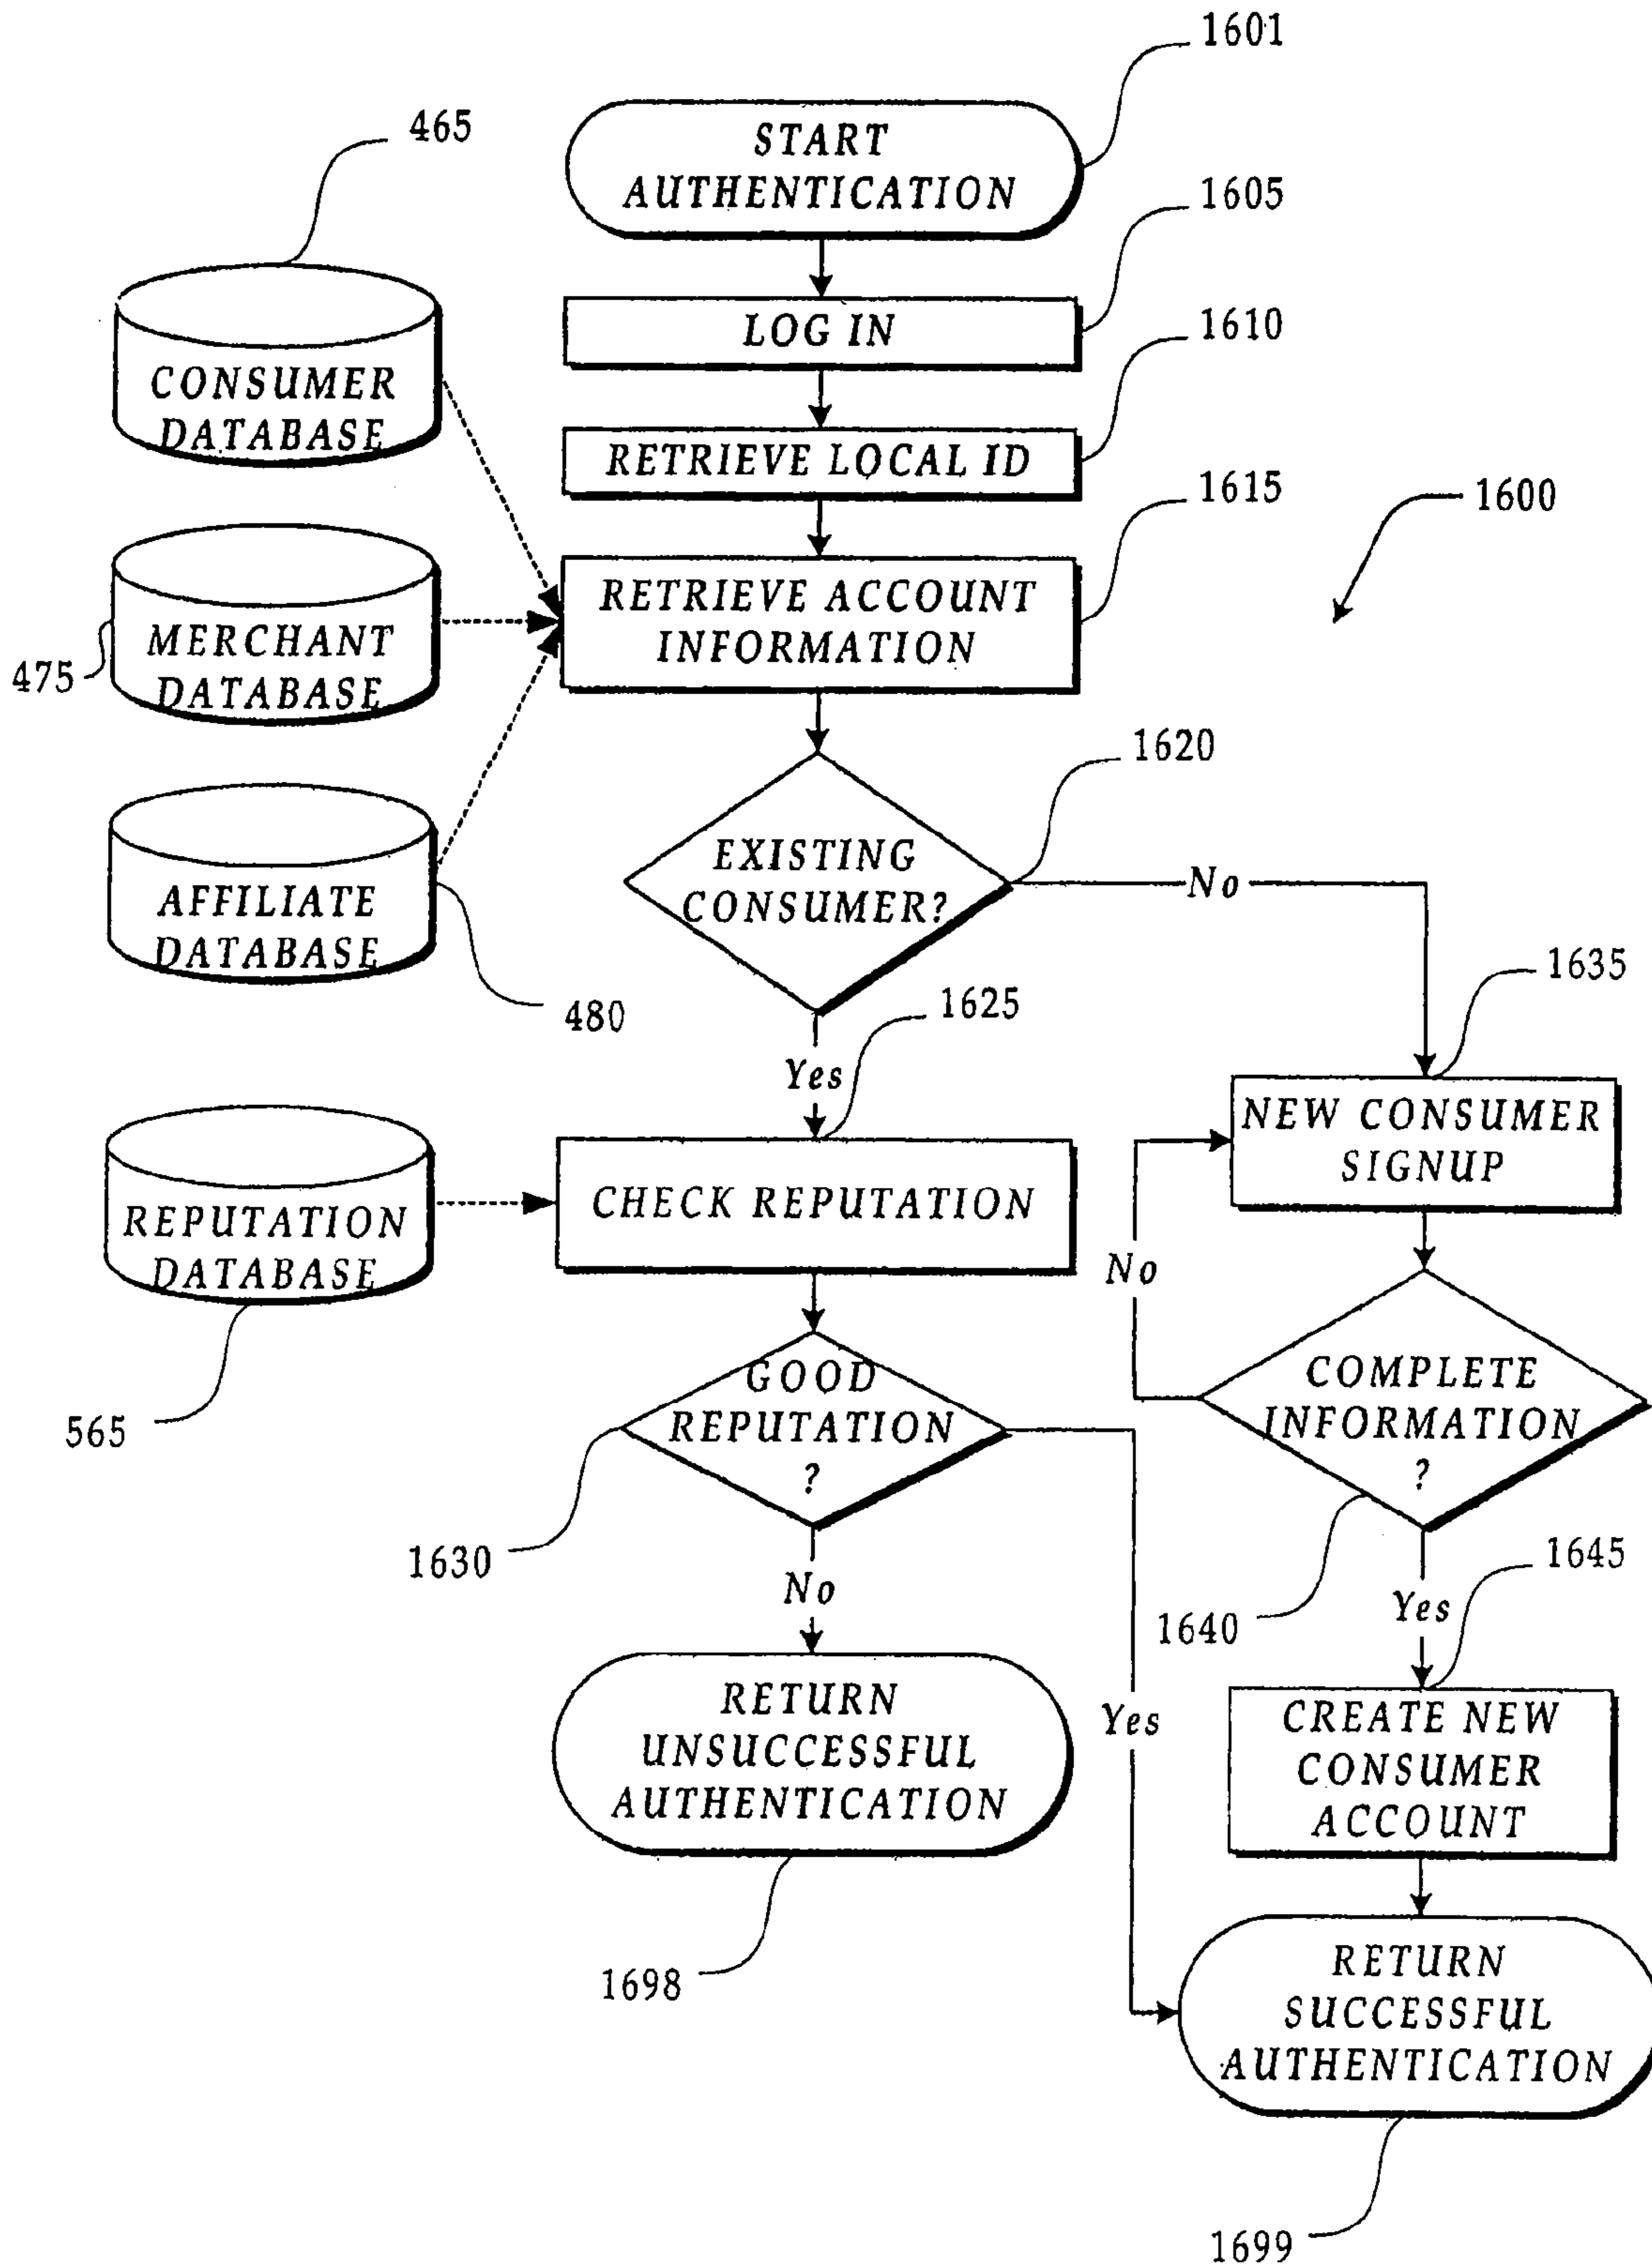 1601
START
AUTHENTICATION
465
1605
LOG IN
1610
CONSUMER
DATABASE
RETRIEVE LOCAL ID
1615
1600
RETRIEVE ACCOUNT
INFORMATION
MERCHANT
DATABASE
475
1620
EXISTING
CONSUMER?
No
AFFILIATE
DATABASE
480
1635
1625
Yes
NEW CONSUMER
SIGNUP
REPUTATION
DATABASE
CHECK REPUTATION
No
565
GOOD
REPUTATION
?
COMPLETE
INFORMATION
?
1630
No
1645
1640
Yes
RETURN
UNSUCCESSFUL
AUTHENTICATION
Yes
CREATE NEW
CONSUMER
ACCOUNT
1698
RETURN
SUCCESSFUL
AUTHENTICATION
1699